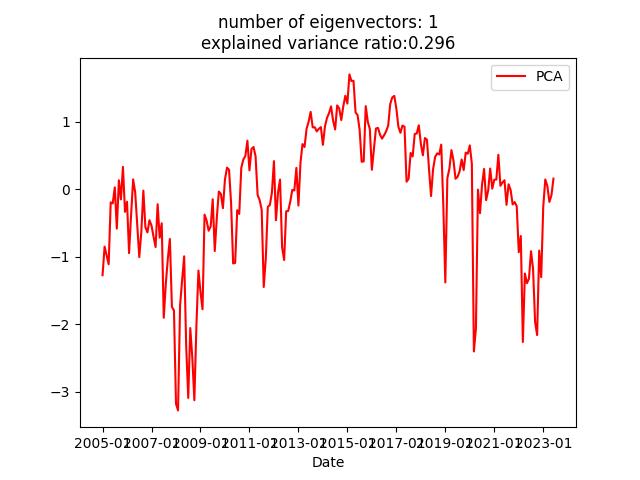 number of eigenvectors: 1
explained variance ratio:0.296
PCA
1
0
−1
−2
−3
2005-01 2007-01 2009-01 2011-01 2013-01 2015-01 2017-01 2019-01 2021-01 2023-01
Date